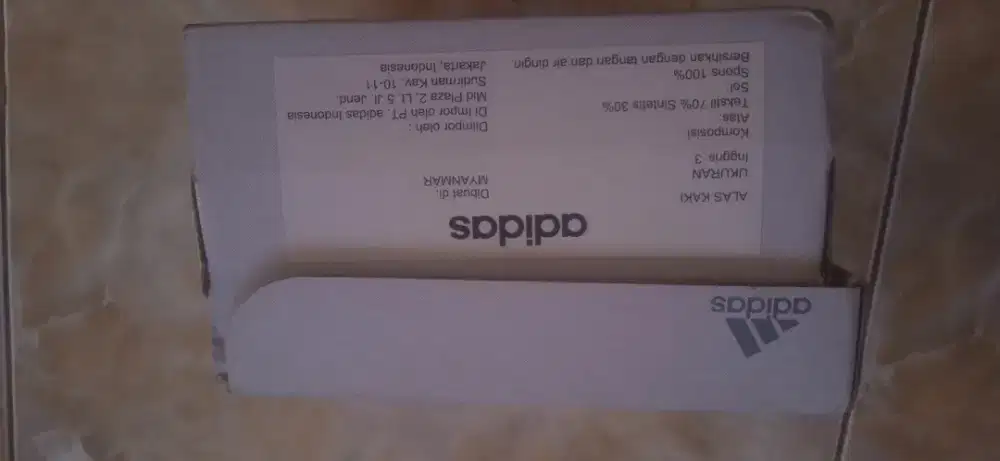 adidas
adidas
ALAS KAKI
UKURAN
Inggris 3
Komposisi
Atas
Tekstil 70% Sintetis 30%
Sol
Spons 100%
Bersihkan dengan tangan dan air dingin
Dibuat di:
MYANMAR
Diimpor oleh :
Di Impor oleh PT. adidas Indonesia
Mid Plaza 2, Lt. 5 Jl. Jend.
Sudirman Kav. 10-11
Jakarta, Indonesia